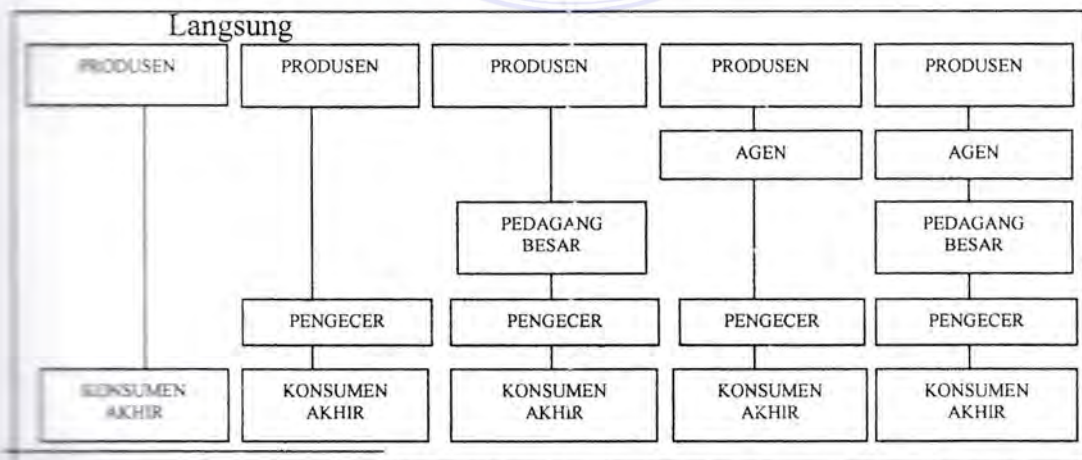 Langsung
PRODUSEN PRODUSEN PRODUSEN PRODUSEN PRODUSEN
AGEN AGEN
PEDAGANG BESAR PEDAGANG BESAR
PENGECER PENGECER PENGECER PENGECER
KONSUMEN AKHIR KONSUMEN AKHIR KONSUMEN AKHIR KONSUMEN AKHIR KONSUMEN AKHIR